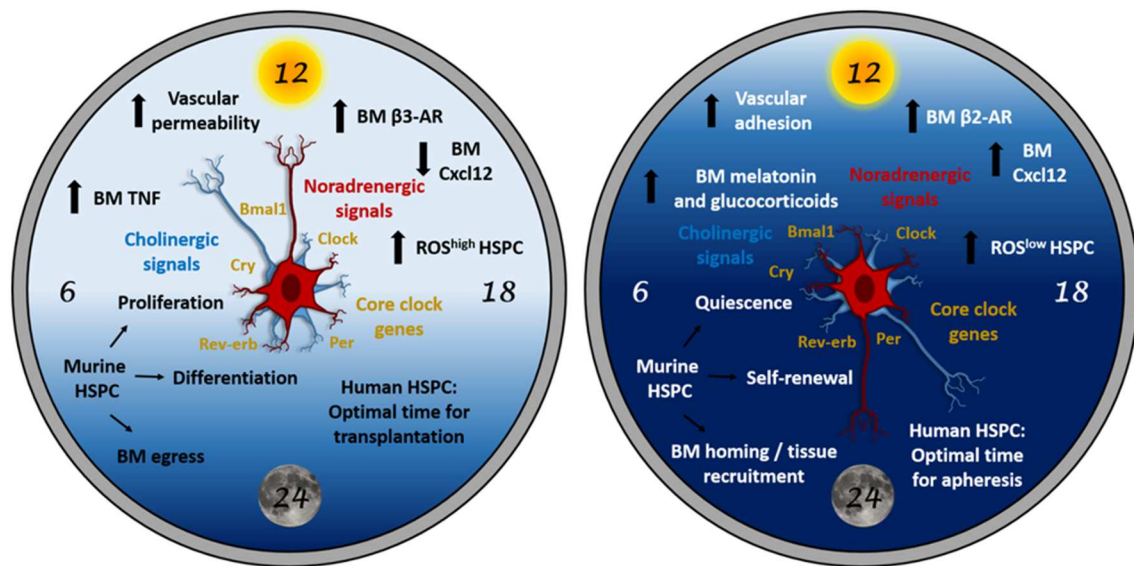 12
Vascular
permeability
BM β3-AR
BM
Cxcl12
BM TNF
Noradrenergic
signals
Bmal1
Cholinergic
signals
Clock
ROShigh HSPC
Cry
6
18
Proliferation
Core clock
genes
Rev-erb
Per
Murine
HSPC
Differentiation
Human HSPC:
Optimal time for
transplantation
BM egress
24
12
Vascular
adhesion
BM β2-AR
BM
Cxcl12
BM melatonin
and glucocorticoids
Noradrenergic
signals
Cholinergic
signals
Bmal1
Clock
ROSlow HSPC
Cry
6
18
Quiescence
Core clock
genes
Rev-erb
Per
Murine
HSPC
Self-renewal
BM homing / tissue
recruitment
Human HSPC:
Optimal time
for apheresis
24